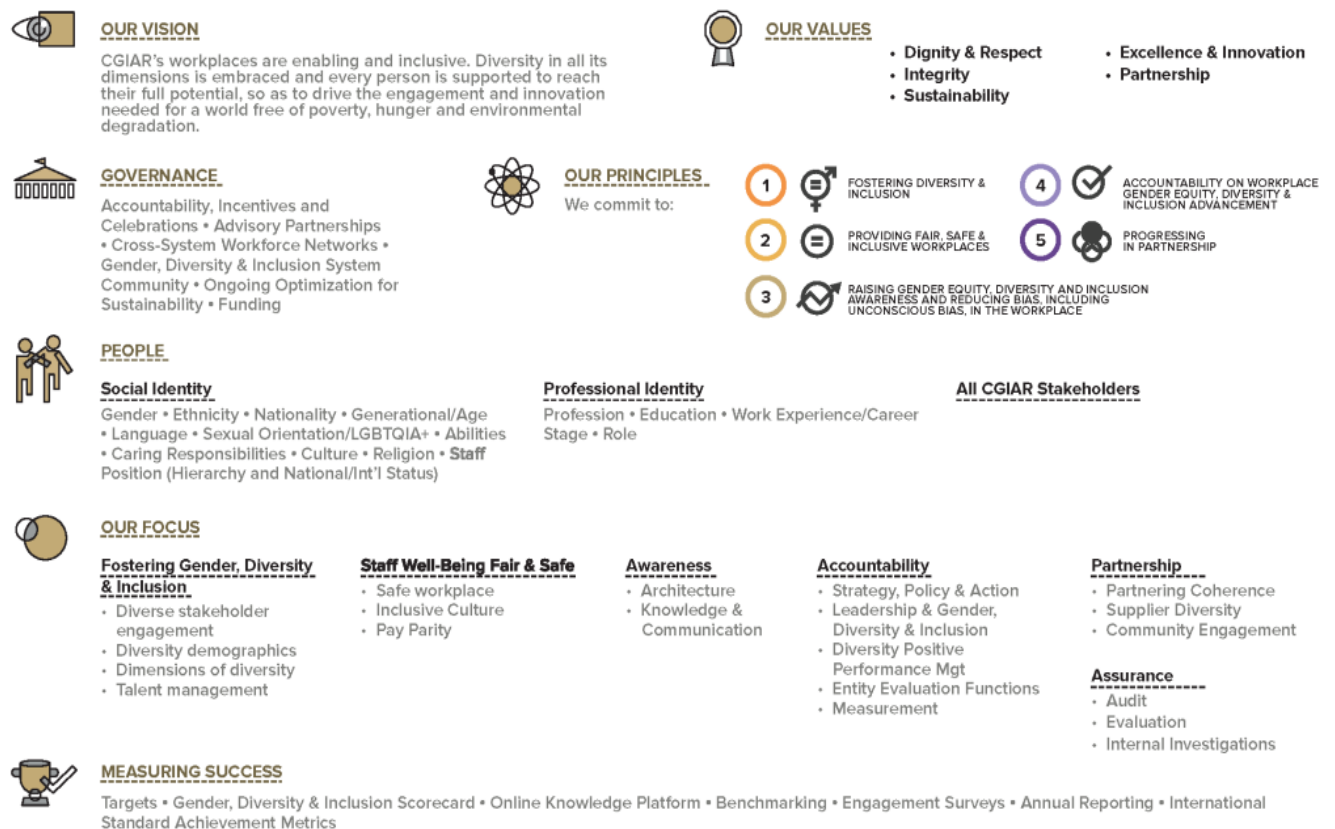 OUR VISION
CGIAR's workplaces are enabling and inclusive. Diversity in all its
dimensions is embraced and every person is supported to reach
their full potential, so as to drive the engagement and innovation
needed for a world free of poverty, hunger and environmental
degradation.
OUR VALUES
• Dignity & Respect
• Integrity
• Sustainability
• Excellence & Innovation
• Partnership
GOVERNANCE
Accountability, Incentives and
Celebrations • Advisory Partnerships
• Cross-System Workforce Networks •
Gender, Diversity & Inclusion System
Community • Ongoing Optimization for
Sustainability • Funding
OUR PRINCIPLES
We commit to:
1
FOSTERING DIVERSITY &
INCLUSION
2
PROVIDING FAIR, SAFE &
INCLUSIVE WORKPLACES
3
RAISING GENDER EQUITY, DIVERSITY AND INCLUSION
AWARENESS AND REDUCING BIAS, INCLUDING
UNCONSCIOUS BIAS, IN THE WORKPLACE
4
ACCOUNTABILITY ON WORKPLACE
GENDER EQUITY, DIVERSITY &
INCLUSION ADVANCEMENT
5
PROGRESSING
IN PARTNERSHIP
PEOPLE
Social Identity
Gender • Ethnicity • Nationality • Generational/Age
• Language • Sexual Orientation/LGBTQIA+ • Abilities
• Caring Responsibilities • Culture • Religion • Staff
Position (Hierarchy and National/Int'l Status)
Professional Identity
Profession • Education • Work Experience/Career
Stage • Role
All CGIAR Stakeholders
OUR FOCUS
Fostering Gender, Diversity
& Inclusion
• Diverse stakeholder
engagement
• Diversity demographics
• Dimensions of diversity
• Talent management
Staff Well-Being Fair & Safe
• Safe workplace
• Inclusive Culture
• Pay Parity
Awareness
• Architecture
• Knowledge &
Communication
Accountability
• Strategy, Policy & Action
• Leadership & Gender,
Diversity & Inclusion
• Diversity Positive
Performance Mgt
• Entity Evaluation Functions
• Measurement
Partnership
• Partnering Coherence
• Supplier Diversity
• Community Engagement
Assurance
• Audit
• Evaluation
• Internal Investigations
MEASURING SUCCESS
Targets • Gender, Diversity & Inclusion Scorecard • Online Knowledge Platform • Benchmarking • Engagement Surveys • Annual Reporting • International
Standard Achievement Metrics